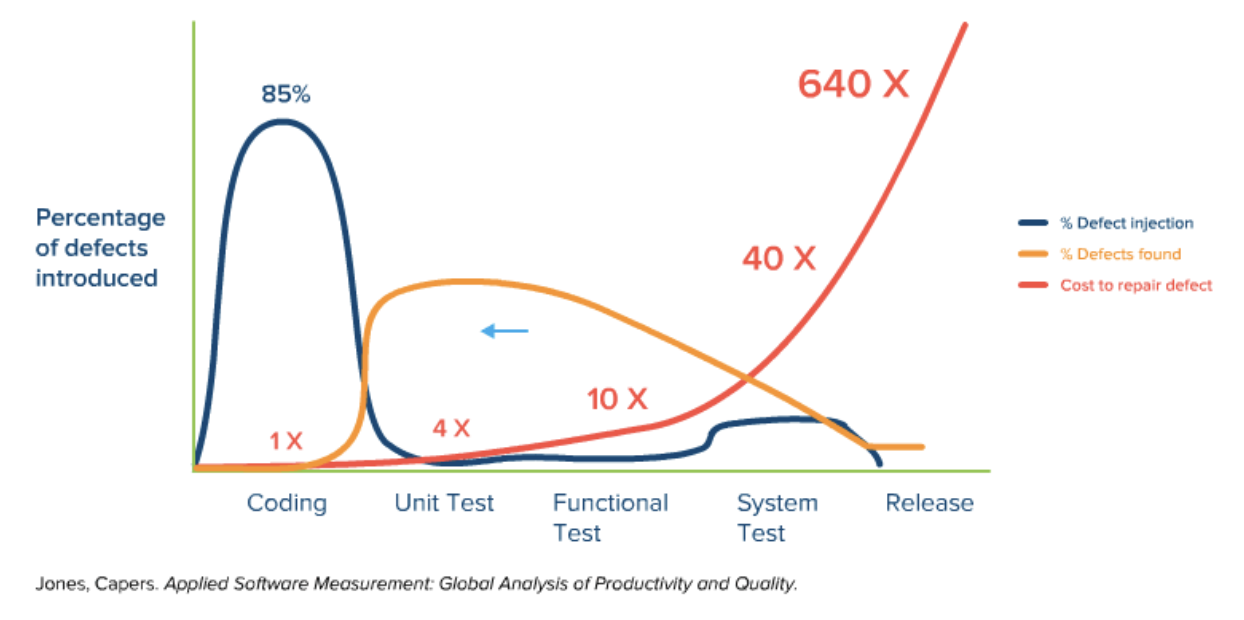 85%
640 X
Percentage
of defects
introduced
40 X
% Defect injection
% Defects found
Cost to repair defect
10 X
4 X
1 X
Coding
Unit Test
Functional
Test
System
Test
Release
Jones, Capers. Applied Software Measurement: Global Analysis of Productivity and Quality.